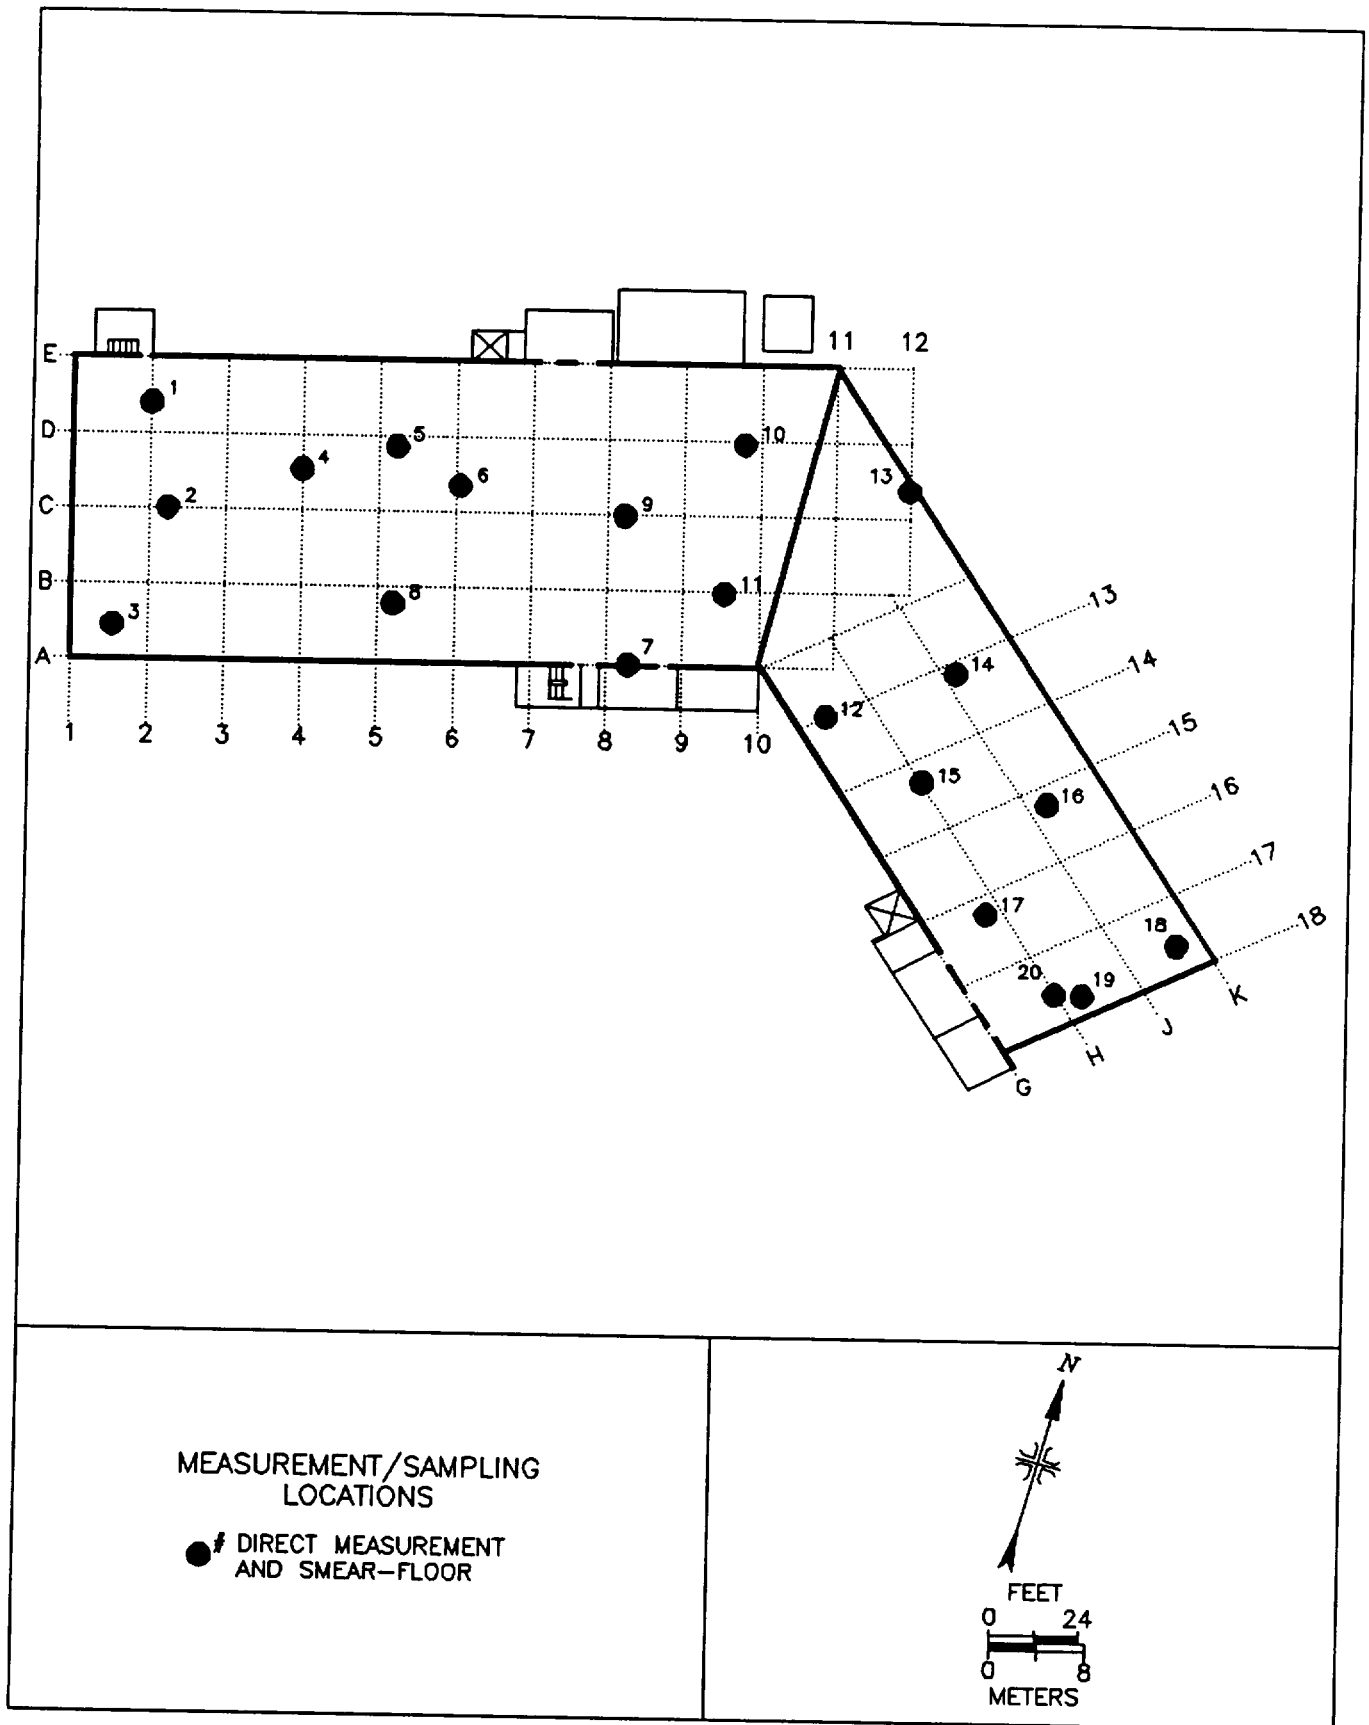 11 12
E
1
D
5 10
4
6
13
2
C
9
B
11
8
13
3
7
A
14
14
12
15
1 2 3 4 5 6 7 8 9 10
15
16
16
17
17
18
18
20 19
K
J
H
G
N
MEASUREMENT/SAMPLING
LOCATIONS
# DIRECT MEASUREMENT
AND SMEAR-FLOOR
FEET
0 24
0 8
METERS